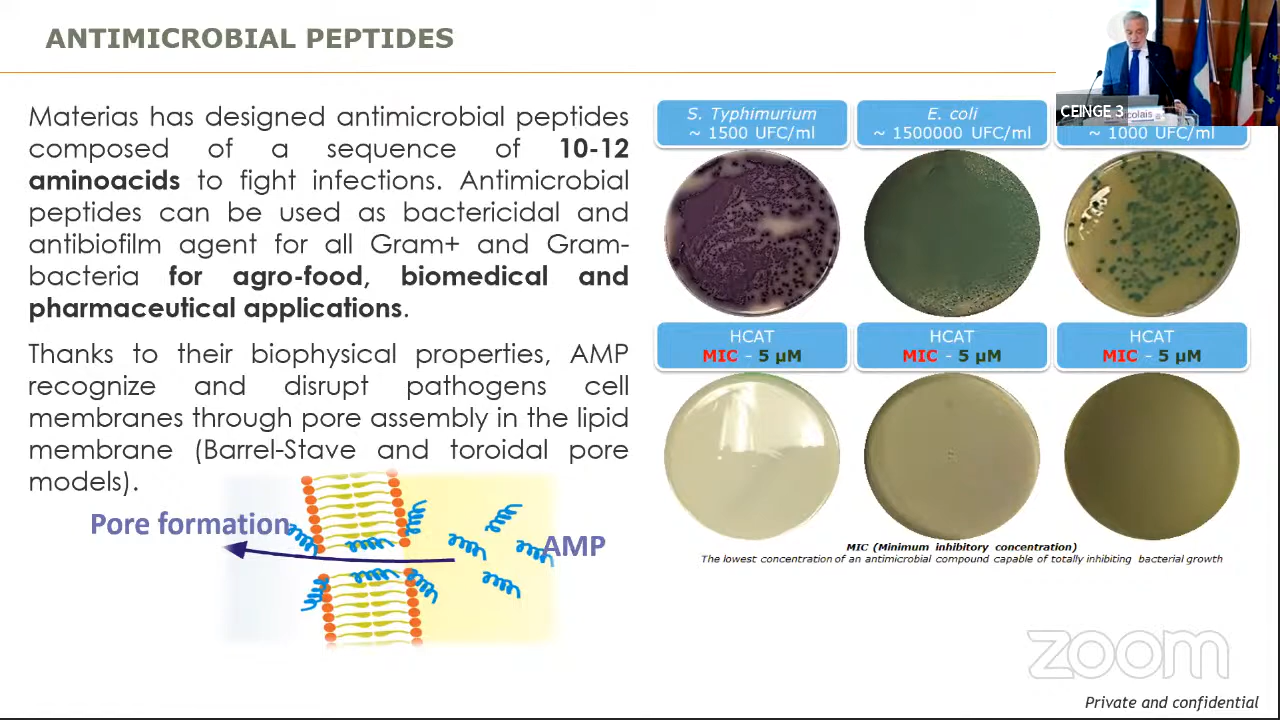 ANTIMICROBIAL PEPTIDES
Materias has designed antimicrobial peptides
composed of a sequence of 10-12
aminoacids to fight infections. Antimicrobial
peptides can be used as bactericidal and
antibiofilm agent for all Gram+ and Gram-
bacteria for agro-food, biomedical and
pharmaceutical applications.
Thanks to their biophysical properties, AMP
recognize and disrupt pathogens cell
membranes through pore assembly in the lipid
membrane (Barrel-Stave and toroidal pore
models).
Pore formation
AMP
CEINGE 3
S. Typhimurium
~ 1500 UFC/ml
E. coli
~ 1500000 UFC/ml
~ 1000 UFC/ml
HCAT
MIC - 5 µM
HCAT
MIC - 5 µM
HCAT
MIC - 5 µM
MIC (Minimum inhibitory concentration)
The lowest concentration of an antimicrobial compound capable of totally inhibiting bacterial growth
zoom
Private and confidential